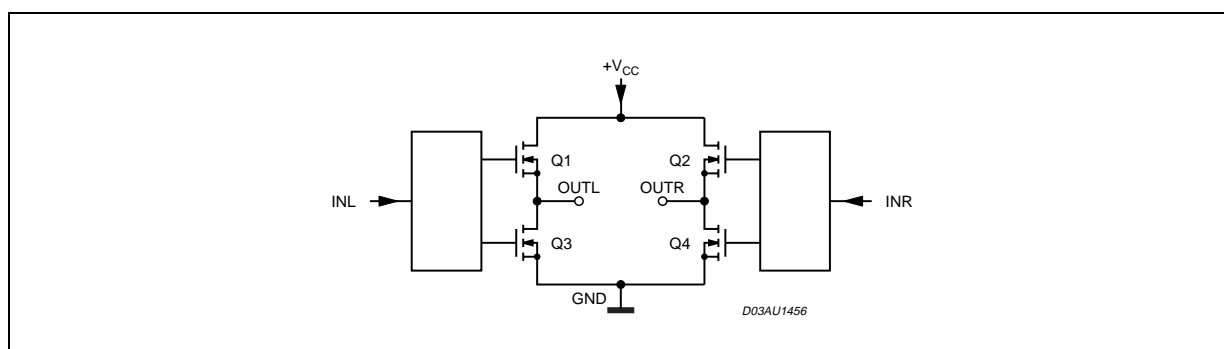 +VCC
Q1
Q2
OUTL
OUTR
INL
INR
Q3
Q4
GND
D03AU1456